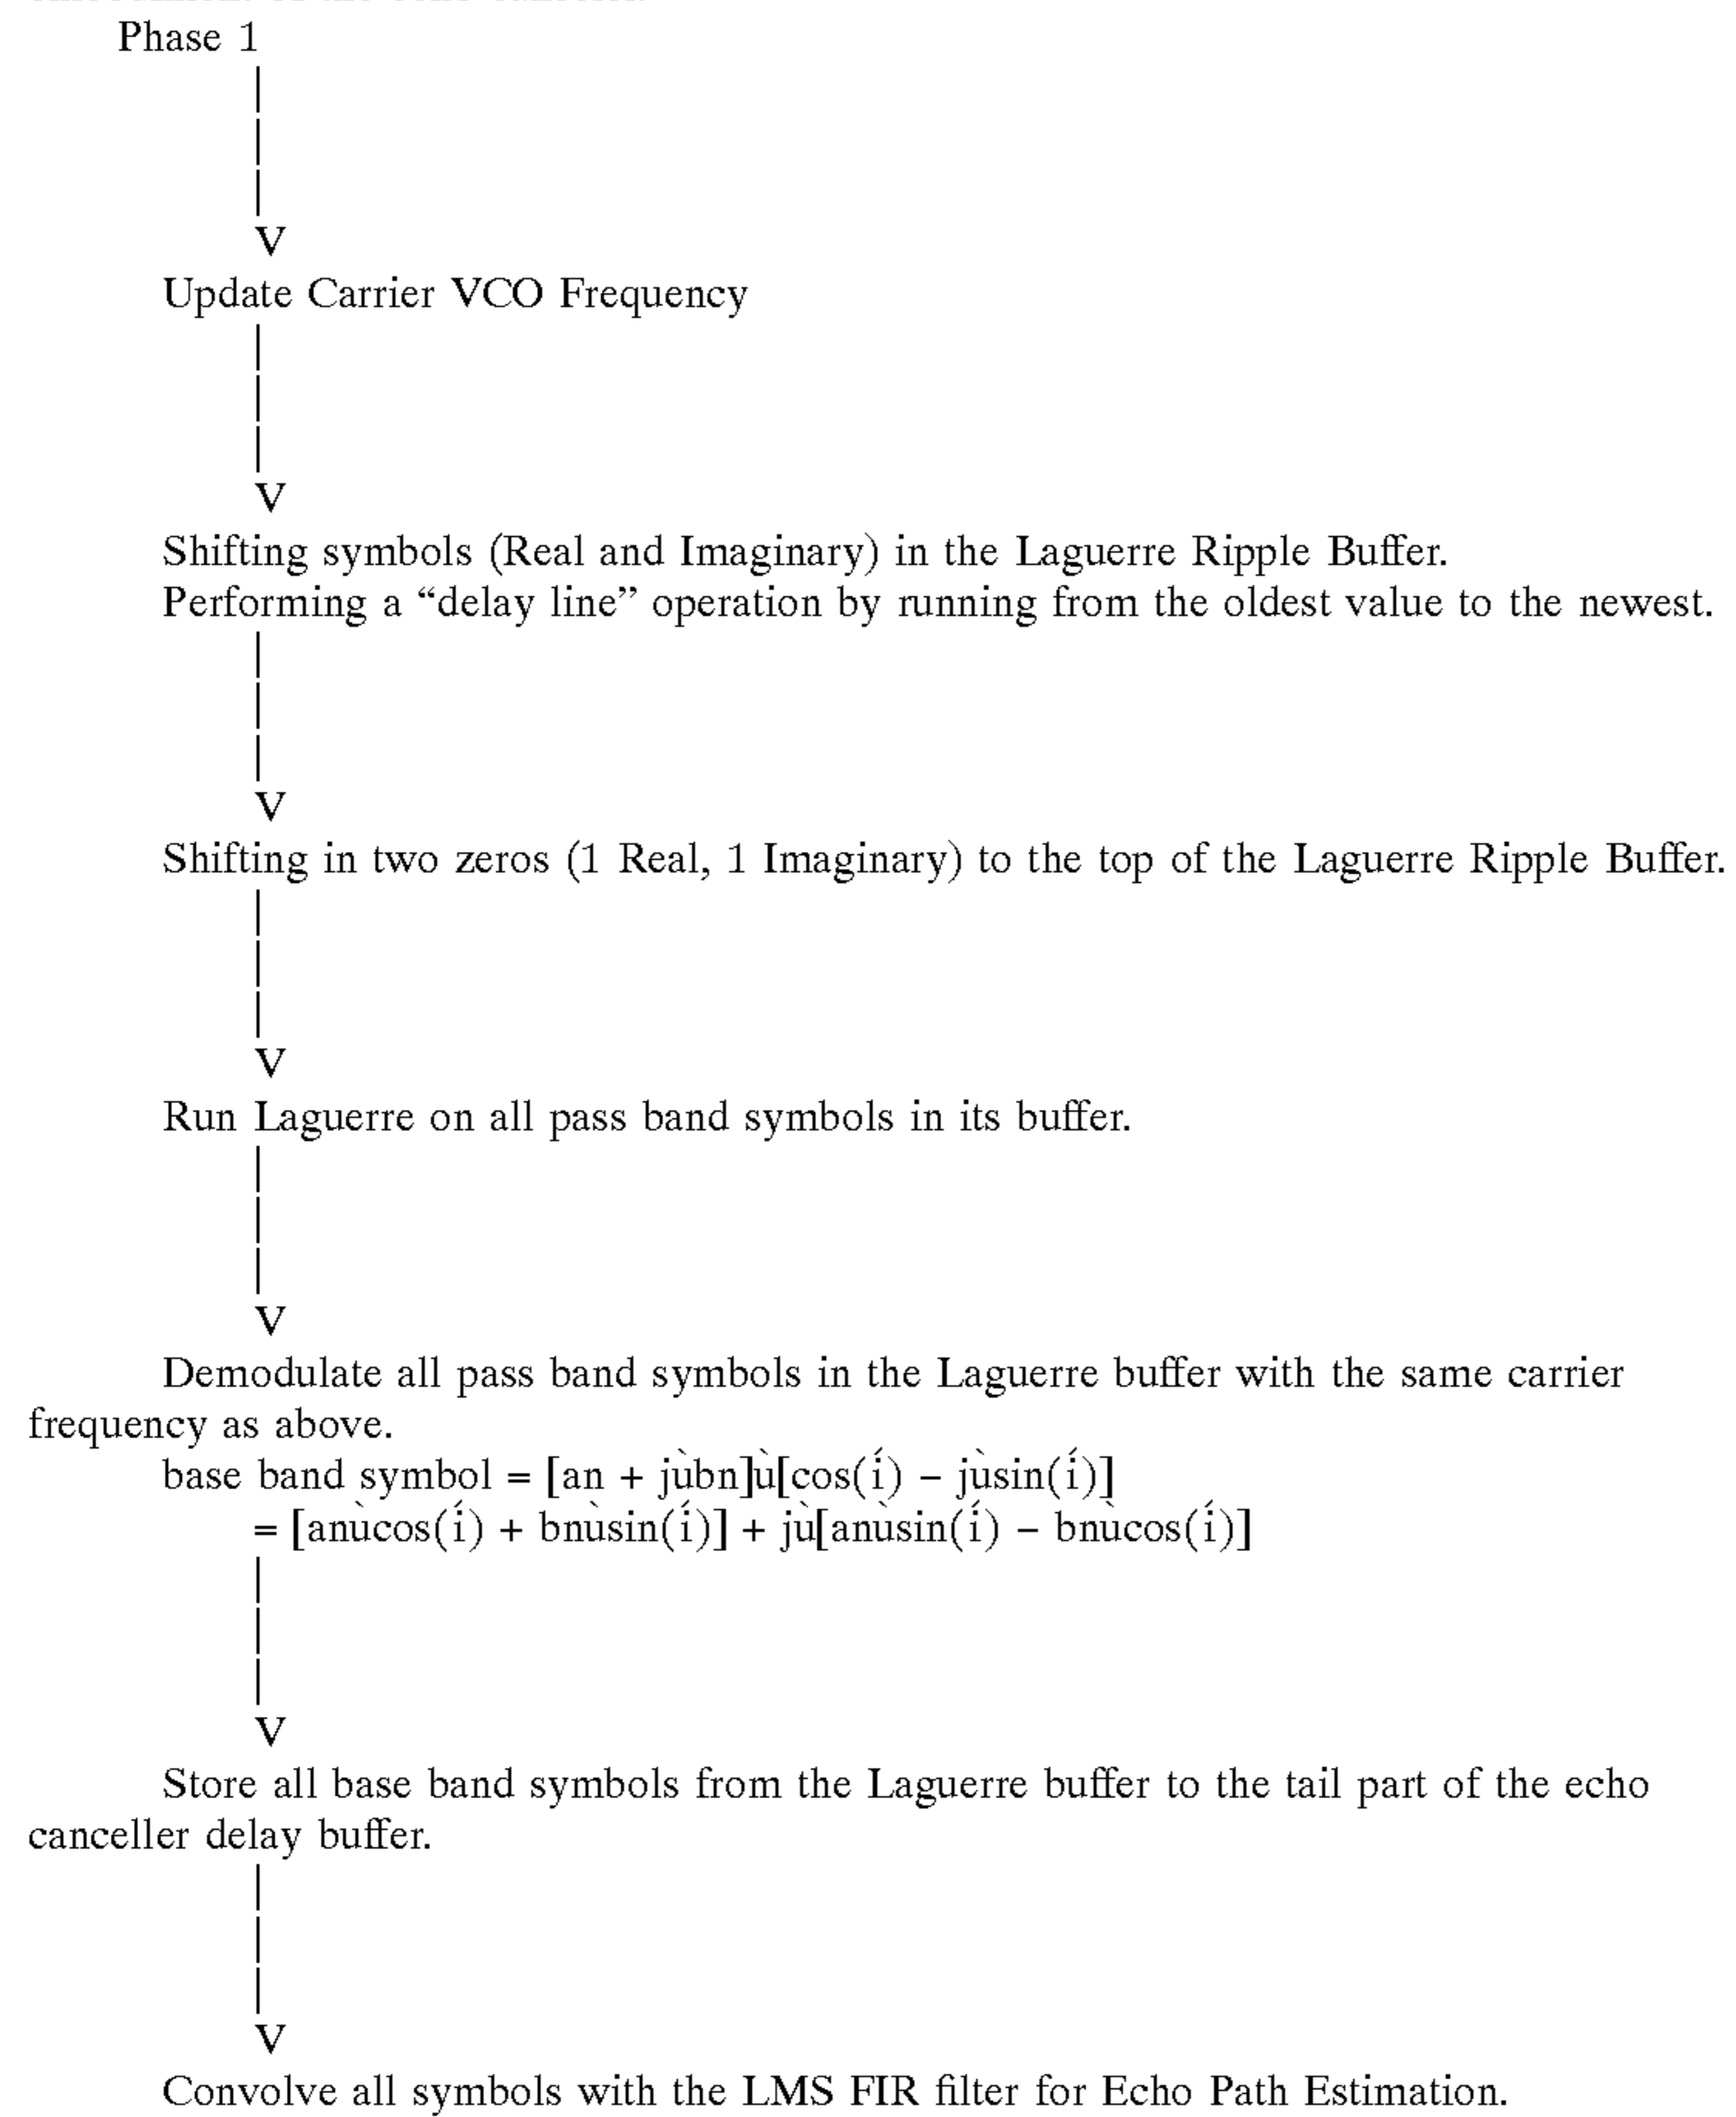 Phase 1
|
|
|
V
Update Carrier VCO Frequency
|
|
|
V
Shifting symbols (Real and Imaginary) in the Laguerre Ripple Buffer.
Performing a “delay line” operation by running from the oldest value to the newest.
|
|
|
V
Shifting in two zeros (1 Real, 1 Imaginary) to the top of the Laguerre Ripple Buffer.
|
|
|
V
Run Laguerre on all pass band symbols in its buffer.
|
|
|
V
Demodulate all pass band symbols in the Laguerre buffer with the same carrier
frequency as above.
base band symbol = [an + jùbn]ù[cos(í) – jùsin(í)]
= [anùcos(í) + bnùsin(í)] + jù[anùsin(í) – bnùcos(í)]
|
|
|
V
Store all base band symbols from the Laguerre buffer to the tail part of the echo
canceller delay buffer.
|
|
|
V
Convolve all symbols with the LMS FIR filter for Echo Path Estimation.